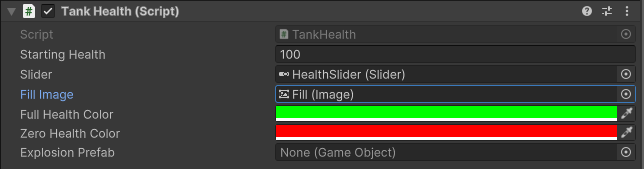 Tank Health (Script)
Script TankHealth
Starting Health 100
Slider HealthSlider (Slider)
Fill Image Fill (Image)
Full Health Color
Zero Health Color
Explosion Prefab None (Game Object)